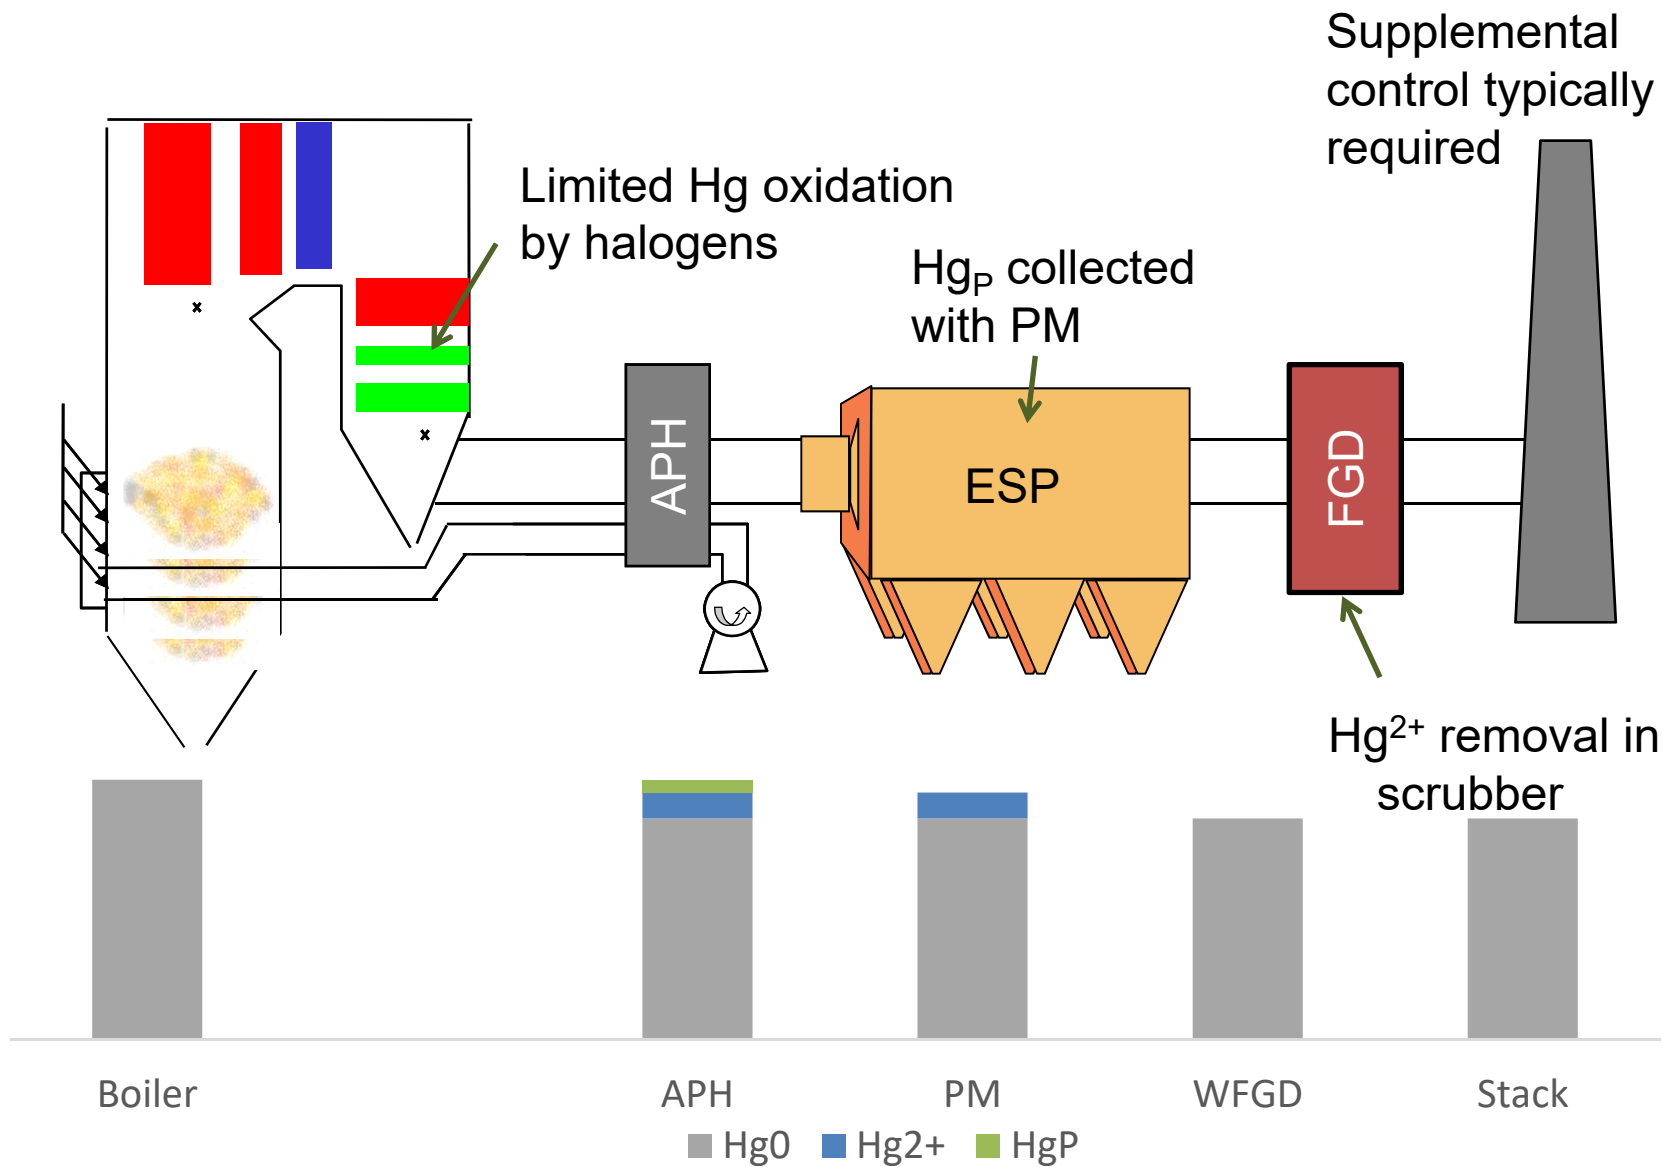 Supplemental
control typically
required
Limited Hg oxidation
by halogens
HgP collected
with PM
APH
ESP
FGD
Hg2+ removal in
scrubber
Boiler
APH
PM
WFGD
Stack
Hg0
Hg2+
HgP